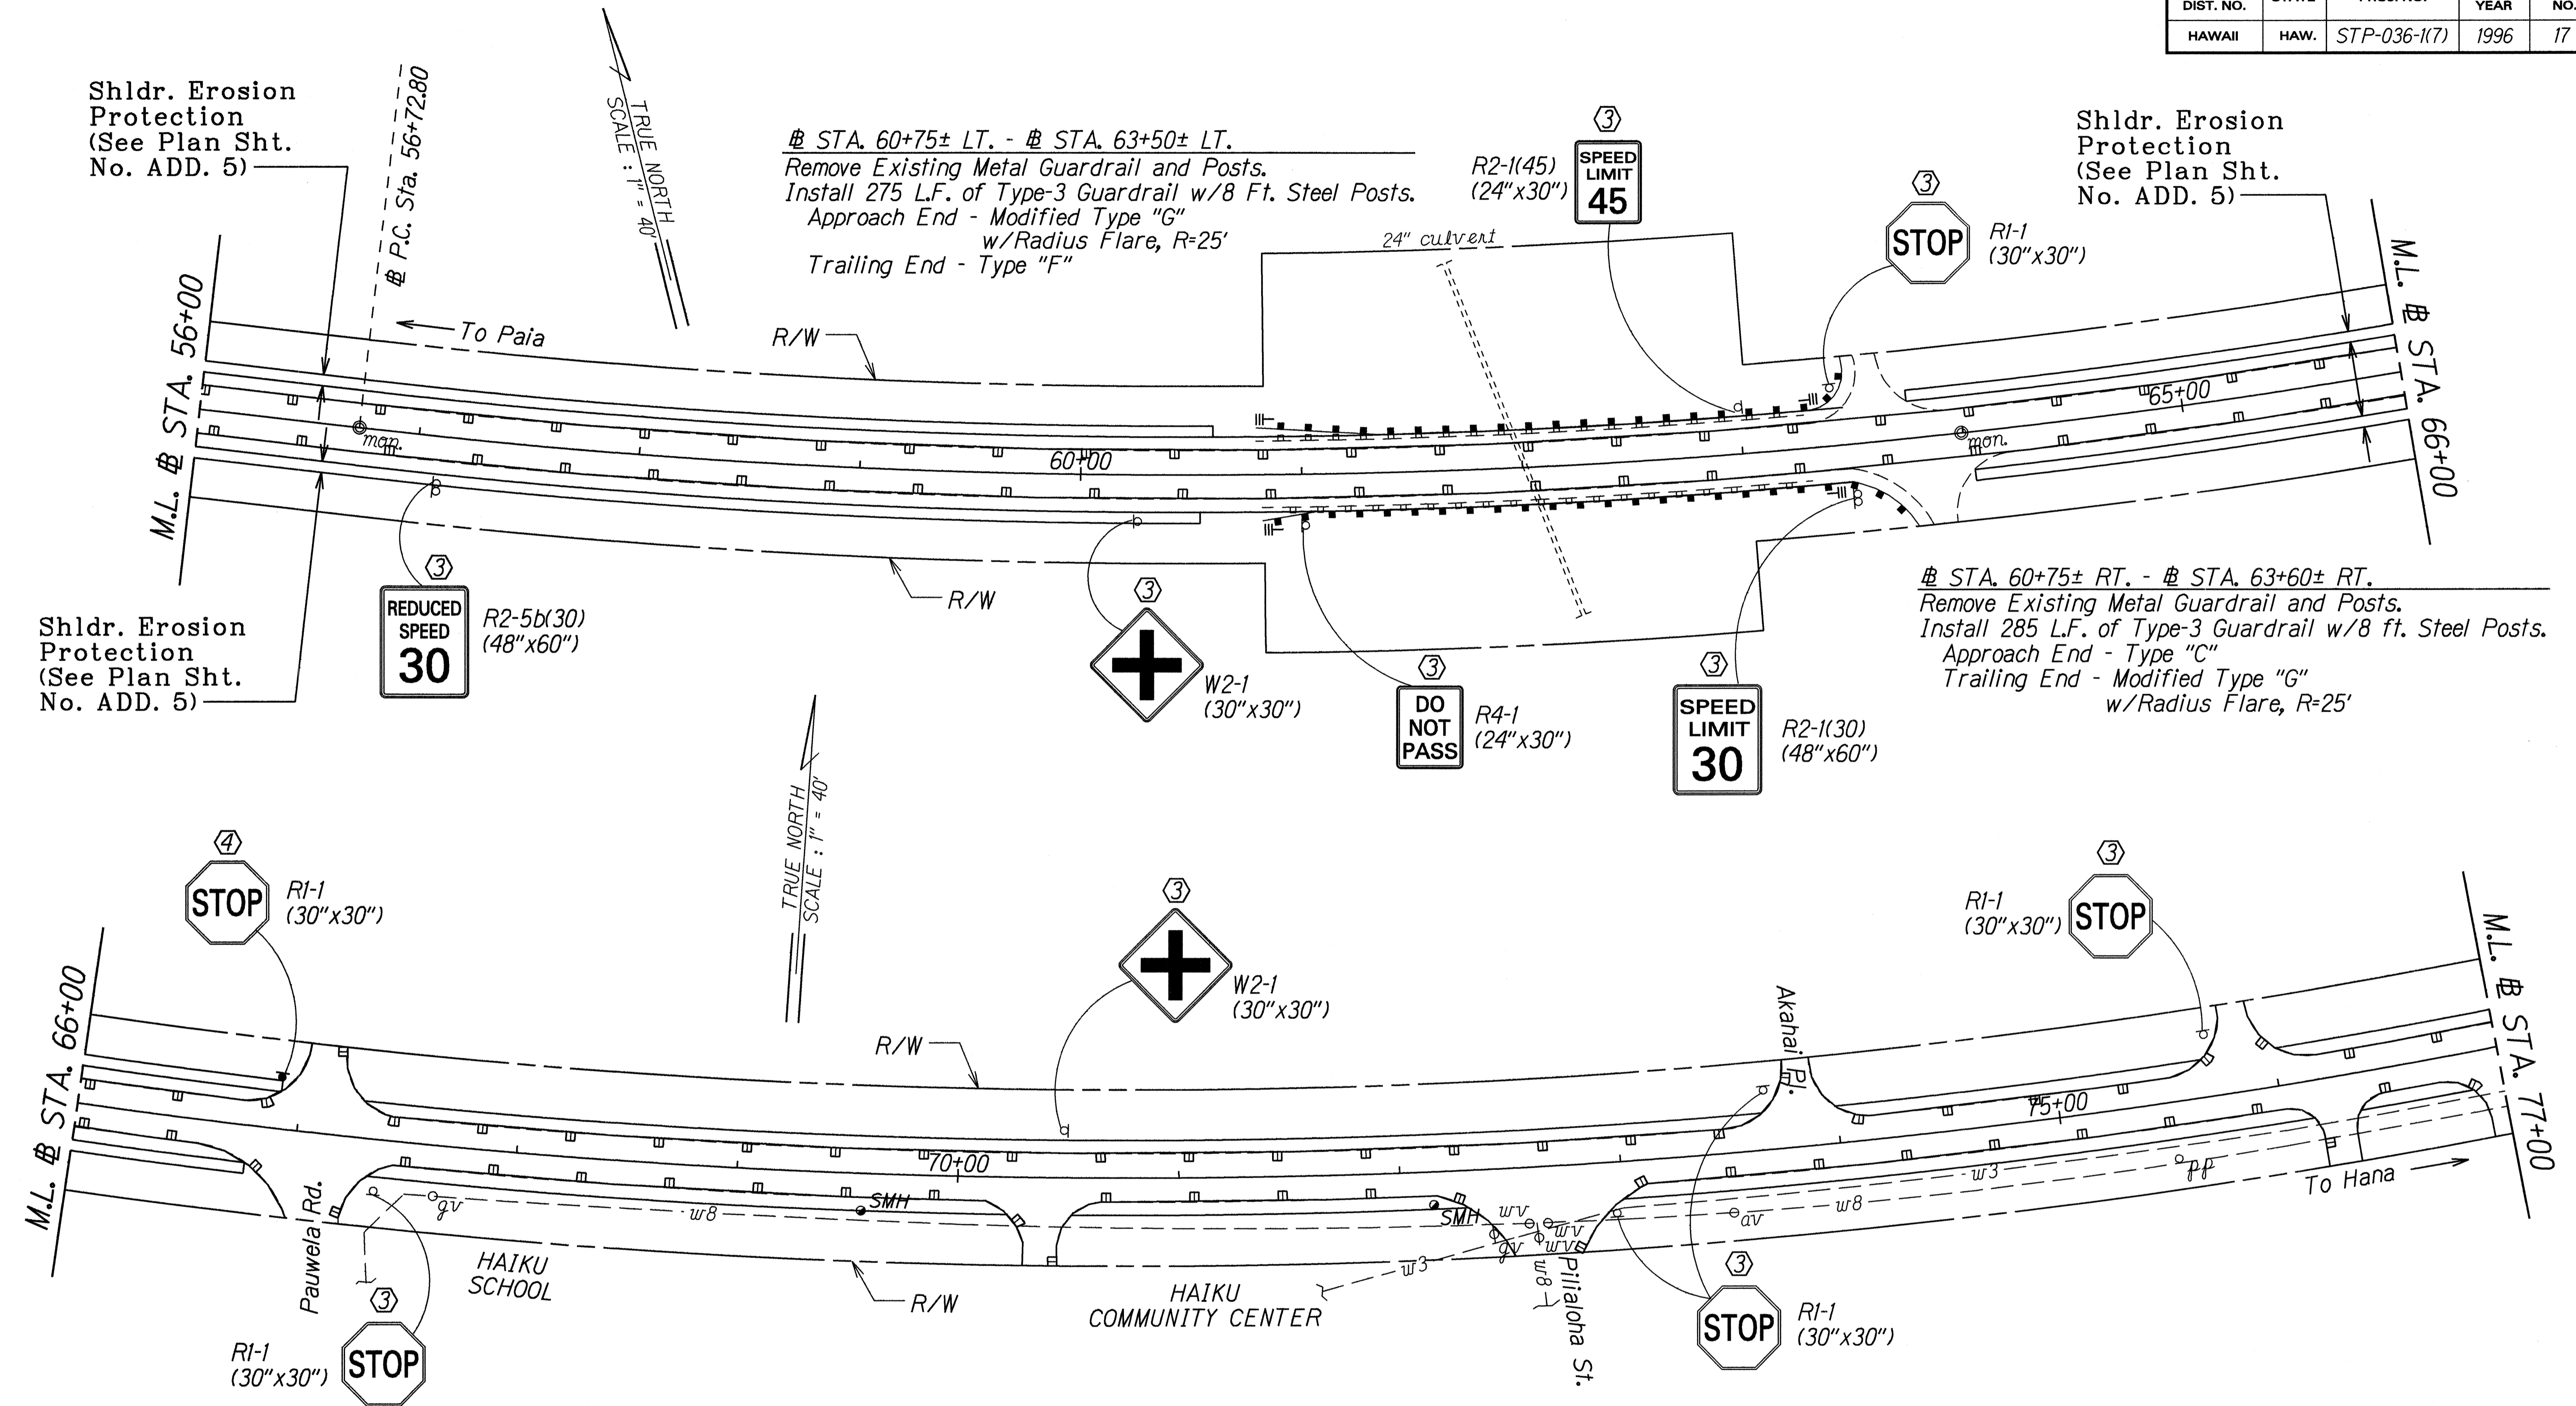 DIST. NO.
YEAR
NO.
HAWAII HAW. STP-036-1(7) 1996 17
Shldr. Erosion
Protection
(See Plan Sht.
No. ADD. 5)
℄ P.C. Sta. 56+72.80
TRUE NORTH
SCALE : 1" = 40'
℄ STA. 60+75± LT. - ℄ STA. 63+50± LT.
Remove Existing Metal Guardrail and Posts.
Install 275 L.F. of Type-3 Guardrail w/8 Ft. Steel Posts.
Approach End - Modified Type "G"
w/Radius Flare, R=25'
Trailing End - Type "F"
3
R2-1(45)
(24"x30")
SPEED
LIMIT
45
3
STOP
R1-1
(30"x30")
Shldr. Erosion
Protection
(See Plan Sht.
No. ADD. 5)
24" culvert
M.L. ℄ STA. 56+00
To Paia
R/W
M.L. ℄ STA. 66+00
mon.
60+00
65+00
mon.
R/W
Shldr. Erosion
Protection
(See Plan Sht.
No. ADD. 5)
3
REDUCED
SPEED
30
R2-5b(30)
(48"x60")
3
W2-1
(30"x30")
3
DO
NOT
PASS
R4-1
(24"x30")
3
SPEED
LIMIT
30
R2-1(30)
(48"x60")
℄ STA. 60+75± RT. - ℄ STA. 63+60± RT.
Remove Existing Metal Guardrail and Posts.
Install 285 L.F. of Type-3 Guardrail w/8 ft. Steel Posts.
Approach End - Type "C"
Trailing End - Modified Type "G"
w/Radius Flare, R=25'
TRUE NORTH
SCALE : 1" = 40'
4
STOP
R1-1
(30"x30")
3
W2-1
(30"x30")
3
R1-1
(30"x30")
STOP
M.L. ℄ STA. 66+00
R/W
Akahai Pl.
M.L. ℄ STA. 77+00
70+00
75+00
Pauwela Rd.
gv
w8
SMH
SMH
wv
wv
wv
gv
w8
w3
av
w8
w3
pp
To Hana
HAIKU
SCHOOL
R/W
HAIKU
COMMUNITY CENTER
Pilialoha St.
3
R1-1
(30"x30")
STOP
3
STOP
R1-1
(30"x30")